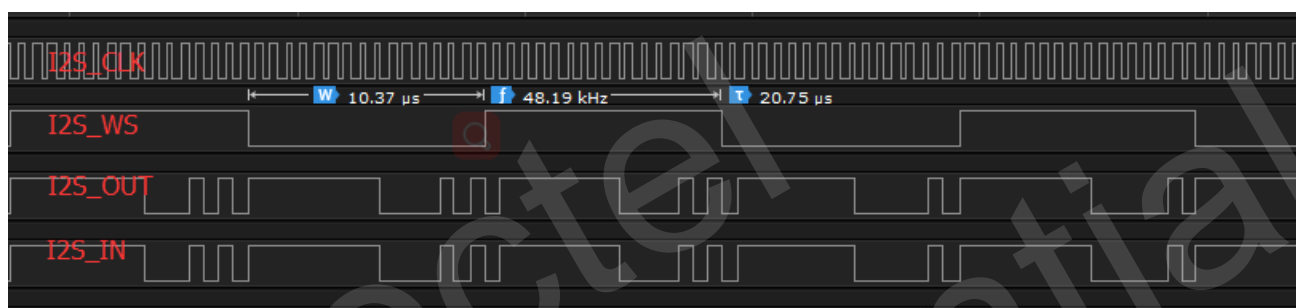 I2S_CLK
W 10.37 µs f 48.19 kHz τ 20.75 µs
I2S_WS
I2S_OUT
I2S_IN